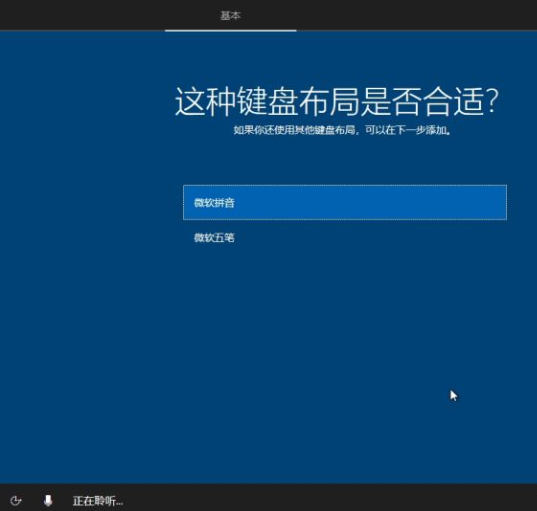 基本
这种键盘布局是否合适?
如果你还使用其他键盘布局，可以在下一步添加。
微软拼音
微软五笔
正在聆听...